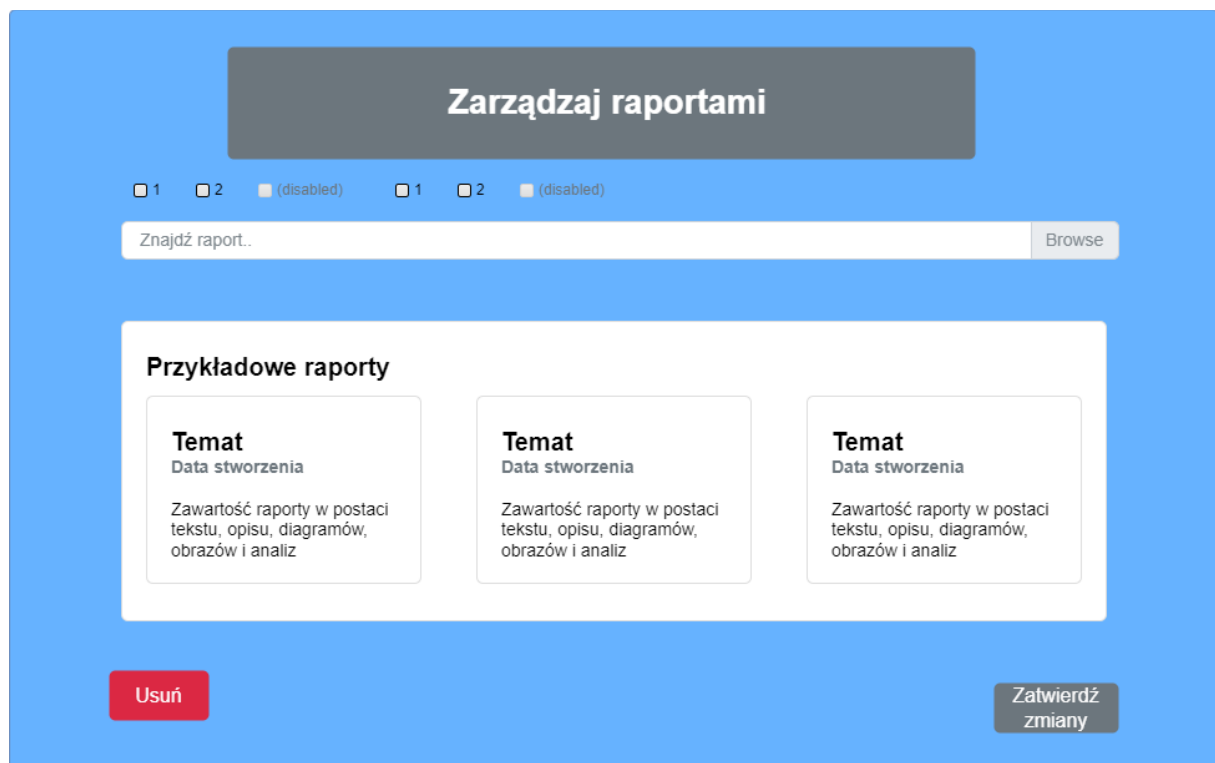 Zarządzaj raportami
1 2 (disabled) 1 2 (disabled)
Znajdź raport.. Browse
Przykładowe raporty
Temat Temat Temat
Data stworzenia Data stworzenia Data stworzenia
Zawartość raporty w postaci Zawartość raporty w postaci Zawartość raporty w postaci
tekstu, opisu, diagramów, tekstu, opisu, diagramów, tekstu, opisu, diagramów,
obrazów i analiz obrazów i analiz obrazów i analiz
Usuń
Zatwierdź
zmiany